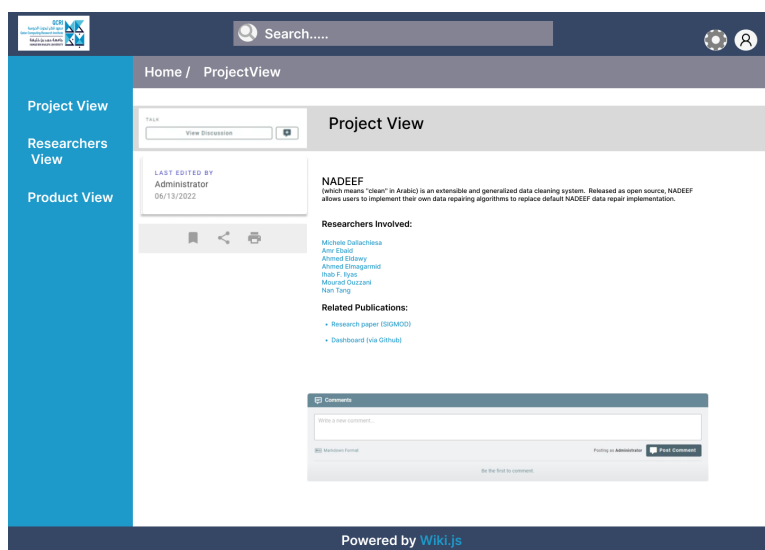 QCRI
Search.....
Home / ProjectView
Project View
Researchers
View
Product View
TALK
View Discussion
Project View
LAST EDITED BY
Administrator
06/13/2022
NADEEF
(which means "clean" in Arabic) is an extensible and generalized data cleaning system. Released as open source, NADEEF
allows users to implement their own data repairing algorithms to replace default NADEEF data repair implementation.
Researchers Involved:
Michele Dallachiesa
Amr Ebaid
Ahmed Eldawy
Ahmed Elmagarmid
Ihab F. Ilyas
Mourad Ouzzani
Nan Tang
Related Publications:
• Research paper (SIGMOD)
• Dashboard (via Github)
Comments
Write a new comment...
Markdown Format
Posting as Administrator
Post Comment
Be the first to comment.
Powered by Wiki.js